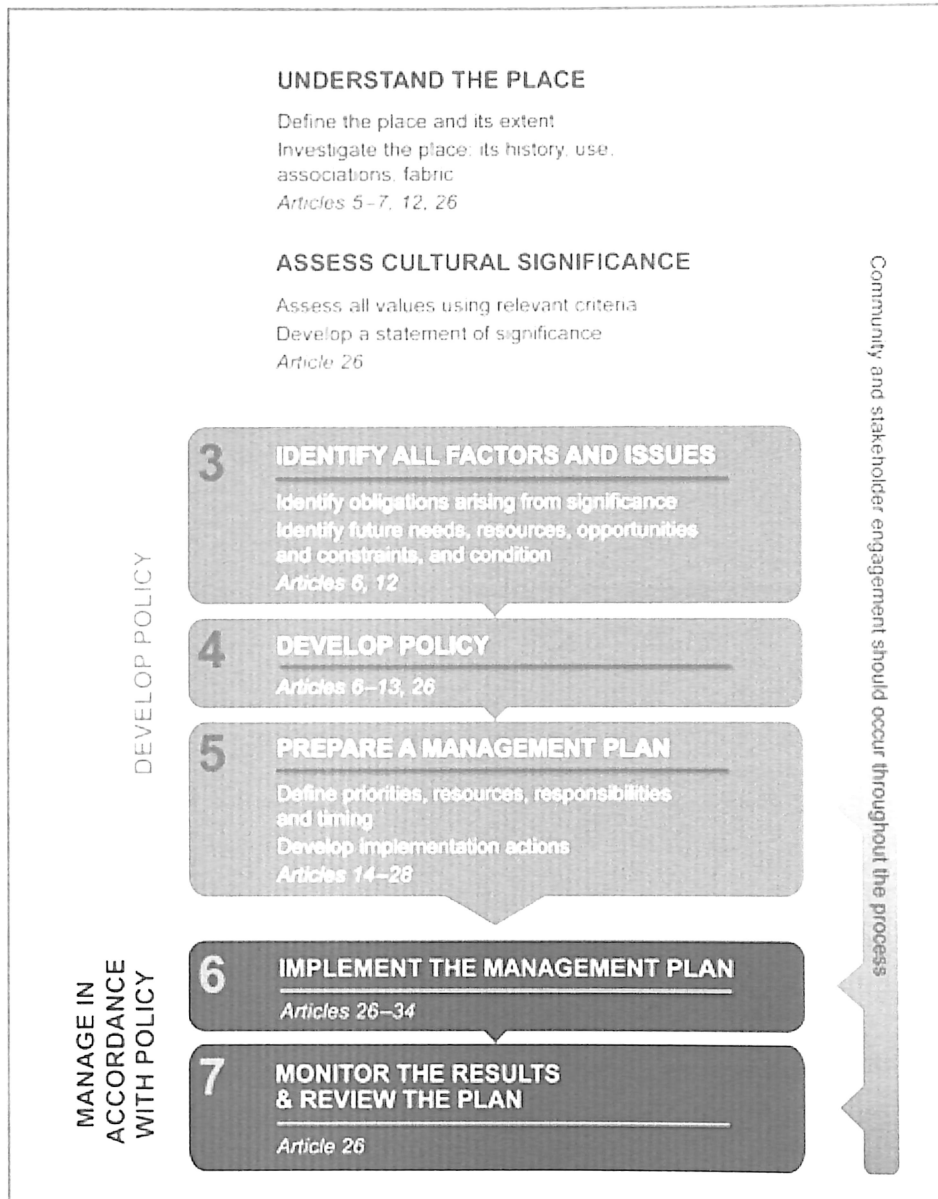 UNDERSTAND THE PLACE
Define the place and its extent
Investigate the place: its history, use,
associations, fabric
Articles 5–7, 12, 26
ASSESS CULTURAL SIGNIFICANCE
Assess all values using relevant criteria
Develop a statement of significance
Article 26
DEVELOP POLICY
3
IDENTIFY ALL FACTORS AND ISSUES
Identify obligations arising from significance
Identify future needs, resources, opportunities
and constraints, and condition
Articles 6, 12
4
DEVELOP POLICY
Articles 6–13, 26
5
PREPARE A MANAGEMENT PLAN
Define priorities, resources, responsibilities
and timing
Develop implementation actions
Articles 14–28
MANAGE IN
ACCORDANCE
WITH POLICY
6
IMPLEMENT THE MANAGEMENT PLAN
Articles 26–34
7
MONITOR THE RESULTS
& REVIEW THE PLAN
Article 26
Community and stakeholder engagement should occur throughout the process